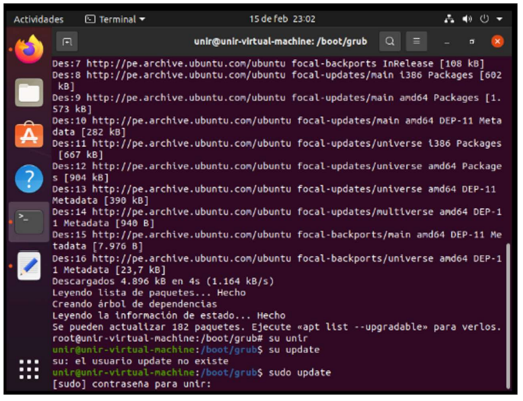 Actividades
Terminal
15 de feb 23:02
unir@unir-virtual-machine: /boot/grub
Des:7 http://pe.archive.ubuntu.com/ubuntu focal-backports InRelease [108 kB]
Des:8 http://pe.archive.ubuntu.com/ubuntu focal-updates/main i386 Packages [602
kB]
Des:9 http://pe.archive.ubuntu.com/ubuntu focal-updates/main amd64 Packages [1.
573 kB]
Des:10 http://pe.archive.ubuntu.com/ubuntu focal-updates/main amd64 DEP-11 Meta
data [282 kB]
Des:11 http://pe.archive.ubuntu.com/ubuntu focal-updates/universe i386 Packages
[667 kB]
Des:12 http://pe.archive.ubuntu.com/ubuntu focal-updates/universe amd64 Package
s [904 kB]
Des:13 http://pe.archive.ubuntu.com/ubuntu focal-updates/universe amd64 DEP-11
Metadata [390 kB]
Des:14 http://pe.archive.ubuntu.com/ubuntu focal-updates/multiverse amd64 DEP-1
1 Metadata [940 B]
Des:15 http://pe.archive.ubuntu.com/ubuntu focal-backports/main amd64 DEP-11 Me
tadata [7.976 B]
Des:16 http://pe.archive.ubuntu.com/ubuntu focal-backports/universe amd64 DEP-1
1 Metadata [23,7 kB]
Descargados 4.896 kB en 4s (1.164 kB/s)
Leyendo lista de paquetes... Hecho
Creando árbol de dependencias
Leyendo la información de estado... Hecho
Se pueden actualizar 182 paquetes. Ejecute «apt list --upgradable» para verlos.
root@unir-virtual-machine:/boot/grub# su unir
unir@unir-virtual-machine:/boot/grub$ su update
su: el usuario update no existe
unir@unir-virtual-machine:/boot/grub$ sudo update
[sudo] contraseña para unir: